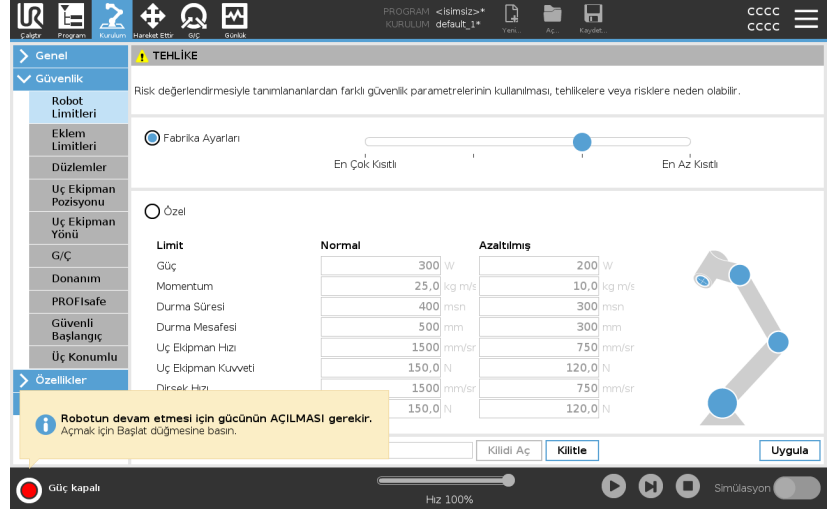 UR
PROGRAM <isimsiz>*
KURULUM default_1*
cccc
cccc
Çalıştır Program Kurulum Hareket Ettir G/Ç Günlük
Yeni... Aç... Kaydet...
Genel
Güvenlik
Robot
Limitleri
Eklem
Limitleri
Düzlemler
Uç Ekipman
Pozisyonu
Uç Ekipman
Yönü
G/Ç
Donanım
PROFIsafe
Güvenli
Başlangıç
Üç Konumlu
Özellikler
TEHLİKE
Risk değerlendirmesiyle tanımlananlardan farklı güvenlik parametrelerinin kullanılması, tehlikelere veya risklere neden olabilir.
Fabrika Ayarları
En Çok Kısıtlı En Az Kısıtlı
Özel
Limit Normal Azaltılmış
Güç 300 W 200 W
Momentum 25,0 kg m/s 10,0 kg m/s
Durma Süresi 400 msn 300 msn
Durma Mesafesi 500 mm 300 mm
Uç Ekipman Hızı 1500 mm/sn 750 mm/sn
Uç Ekipman Kuvveti 150,0 N 120,0 N
Dirsek Hızı 1500 mm/sn 750 mm/sn
150,0 N 120,0 N
Robotun devam etmesi için gücünün AÇILMASI gerekir.
Açmak için Başlat düğmesine basın.
Kilidi Aç Kilitle Uygula
Güç kapalı
Hız 100%
Simülasyon